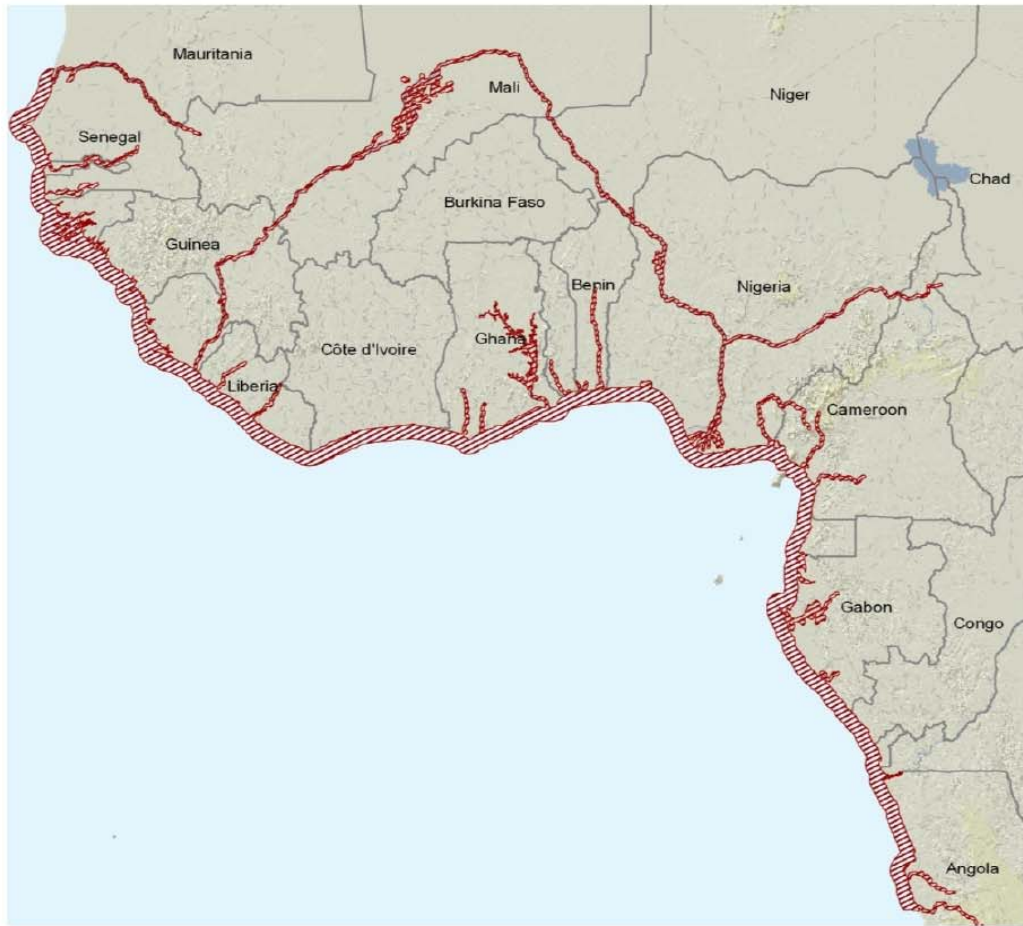 Mauritania
Mali
Niger
Senegal
Chad
Burkina Faso
Guinea
Benin
Nigeria
Ghana
Côte d'Ivoire
Liberia
Cameroon
Gabon
Congo
Angola